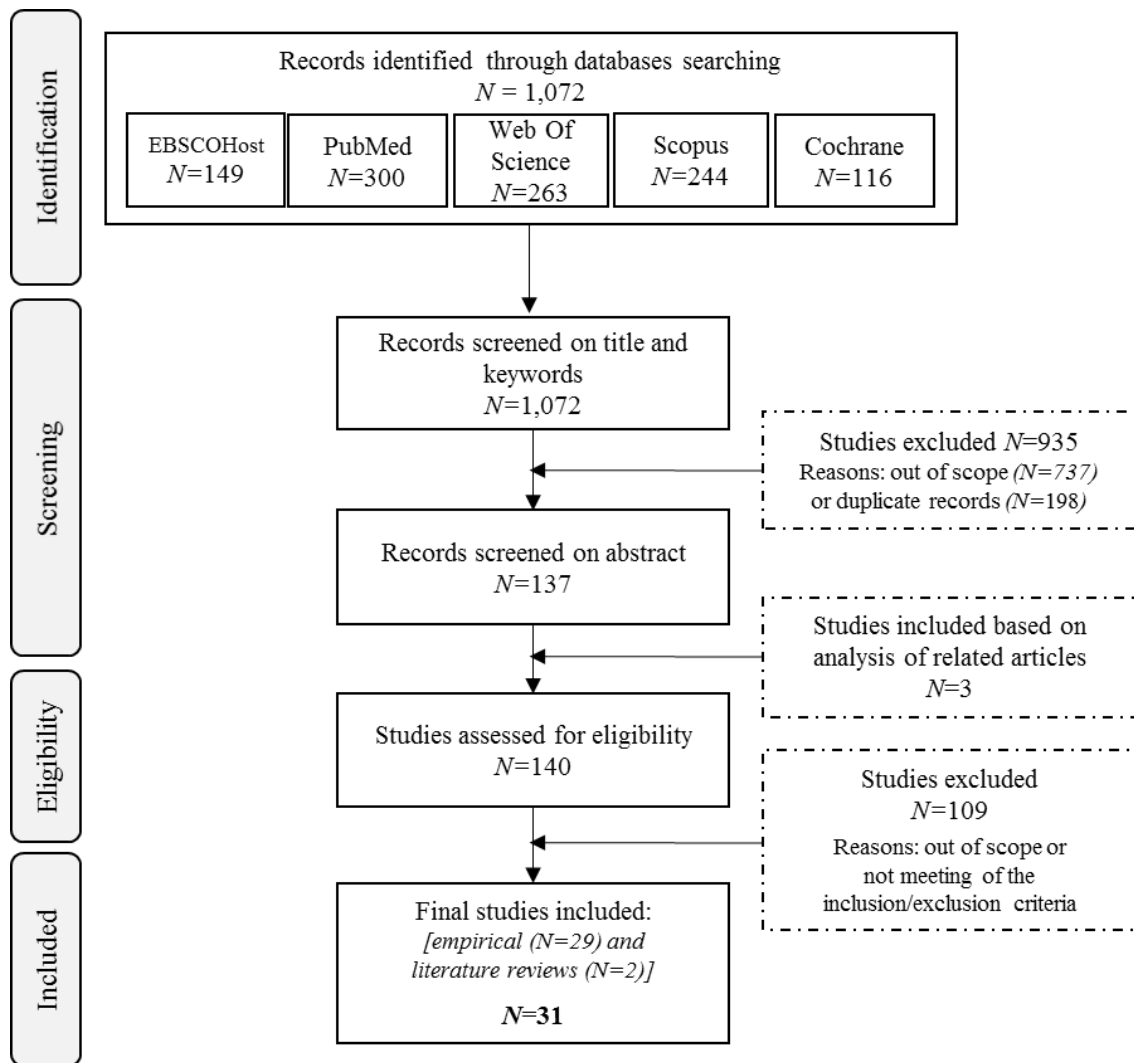 Identification
Records identified through databases searching
N = 1,072
EBSCOHost
N=149
PubMed
N=300
Web Of
Science
N=263
Scopus
N=244
Cochrane
N=116
Screening
Records screened on title and
keywords
N=1,072
Studies excluded N=935
Reasons: out of scope (N=737)
or duplicate records (N=198)
Records screened on abstract
N=137
Studies included based on
analysis of related articles
N=3
Eligibility
Studies assessed for eligibility
N=140
Studies excluded
N=109
Reasons: out of scope or
not meeting of the
inclusion/exclusion criteria
Included
Final studies included:
[empirical (N=29) and
literature reviews (N=2)]
N=31